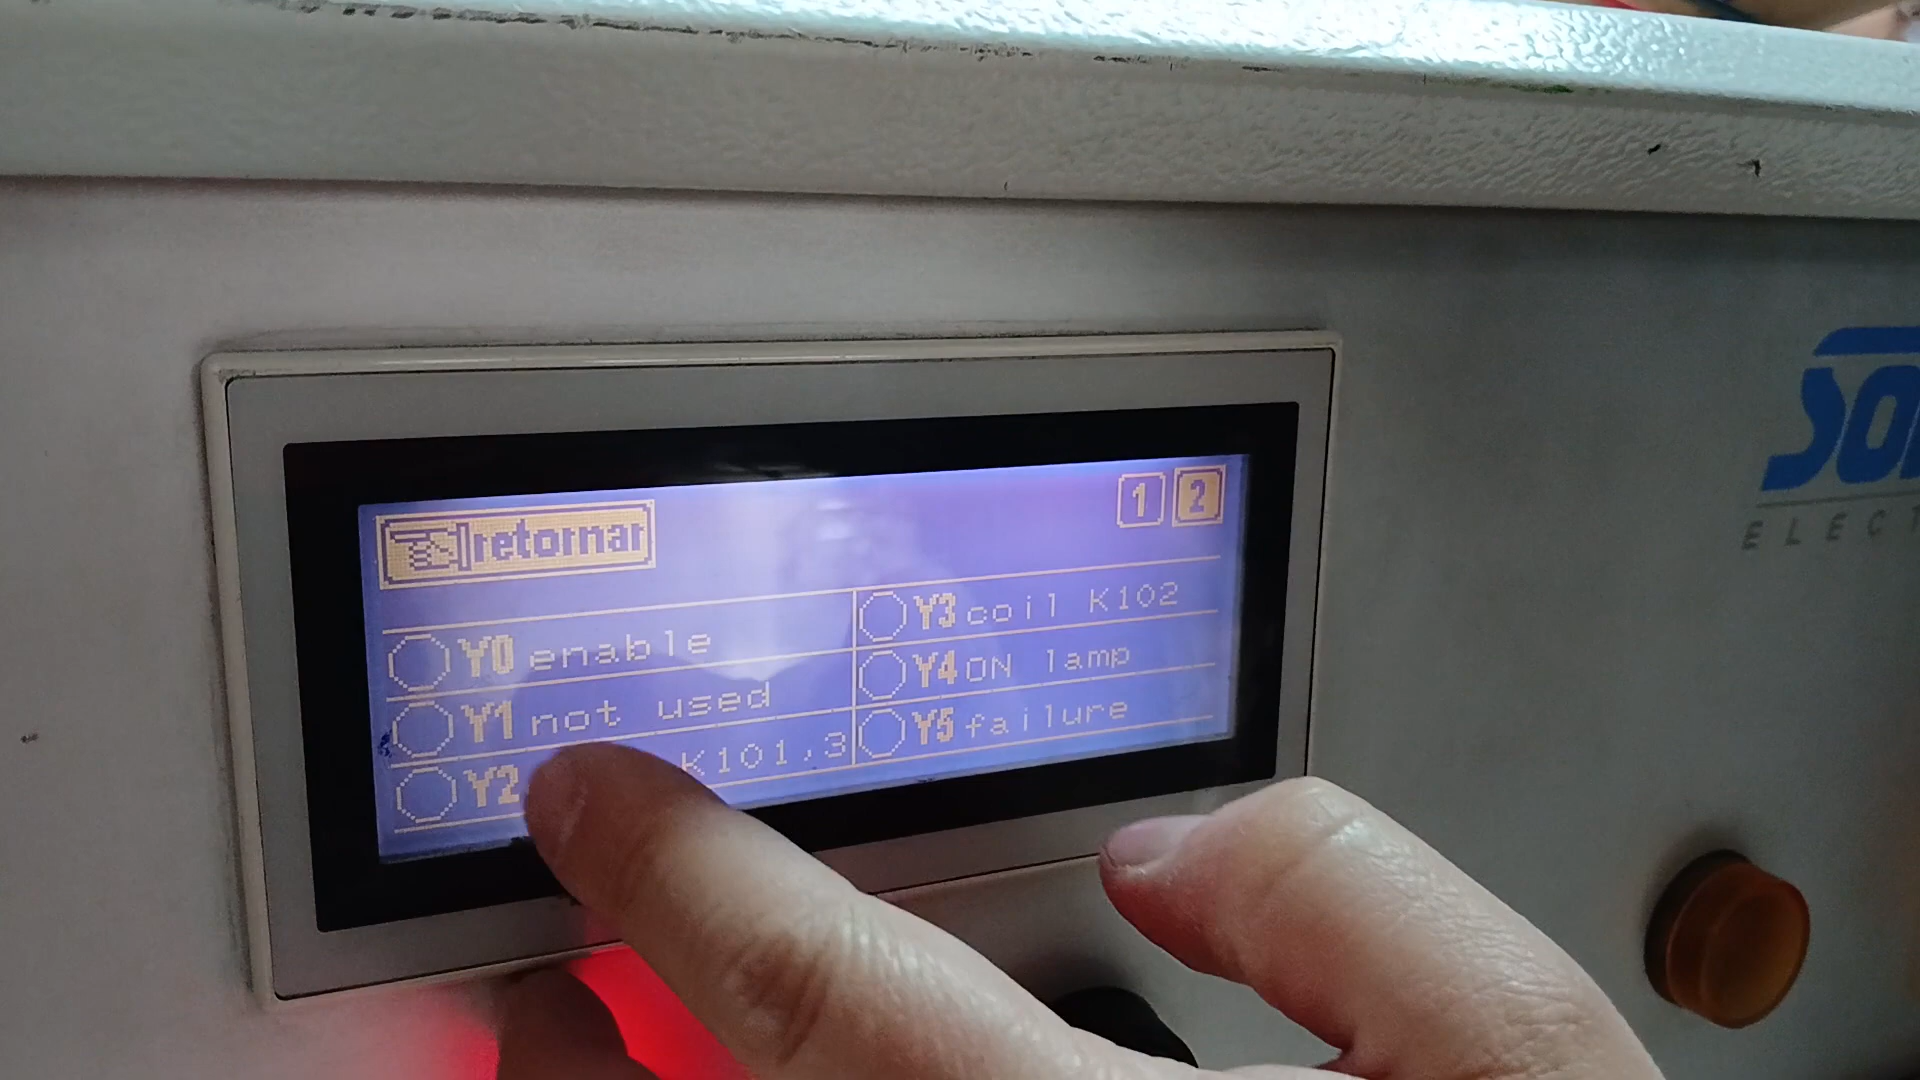 retornar
1 2
Y0 enable
Y1 not used
Y2 K101,3
Y3 coil K102
Y4 ON lamp
Y5 failure